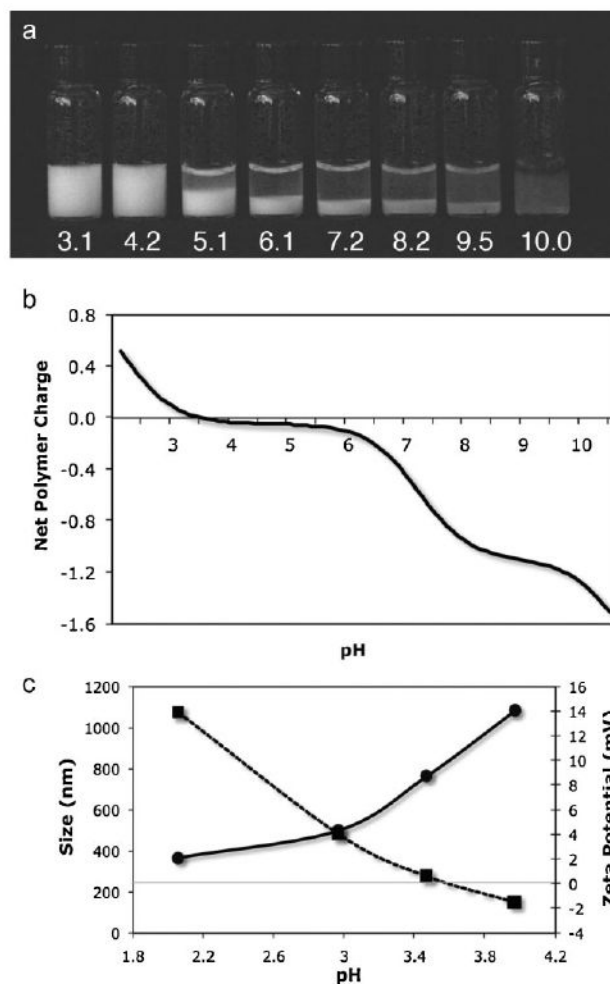 a
3.1 4.2 5.1 6.1 7.2 8.2 9.5 10.0
b
0.8
0.4
0.0
3 4 5 6 7 8 9 10
-0.4
-0.8
-1.2
-1.6
Net Polymer Charge
pH
c
1200
1000
800
600
400
200
0
Size (nm)
16
14
12
10
8
6
4
2
0
-2
-4
Zeta Potential (mV)
1.8 2.2 2.6 3 3.4 3.8 4.2
pH